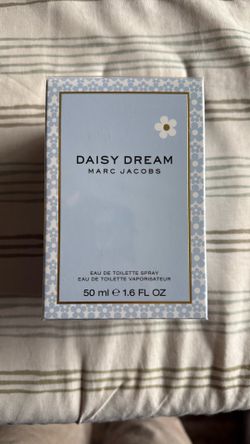 DAISY DREAM
MARC JACOBS
EAU DE TOILETTE SPRAY
EAU DE TOILETTE VAPORISATEUR
50 ml ℮ 1.6 FL OZ